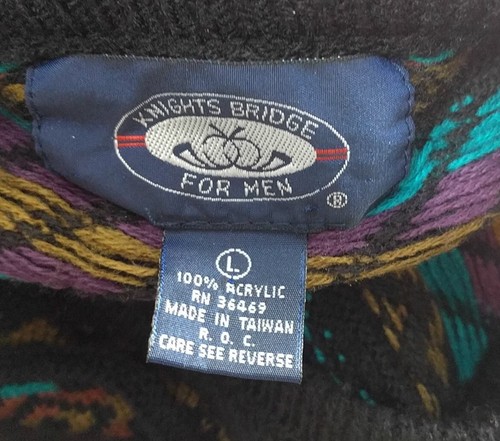 KNIGHTS BRIDGE
FOR MEN
®
L
100% ACRYLIC
RN 36469
MADE IN TAIWAN
R. O. C.
CARE SEE REVERSE